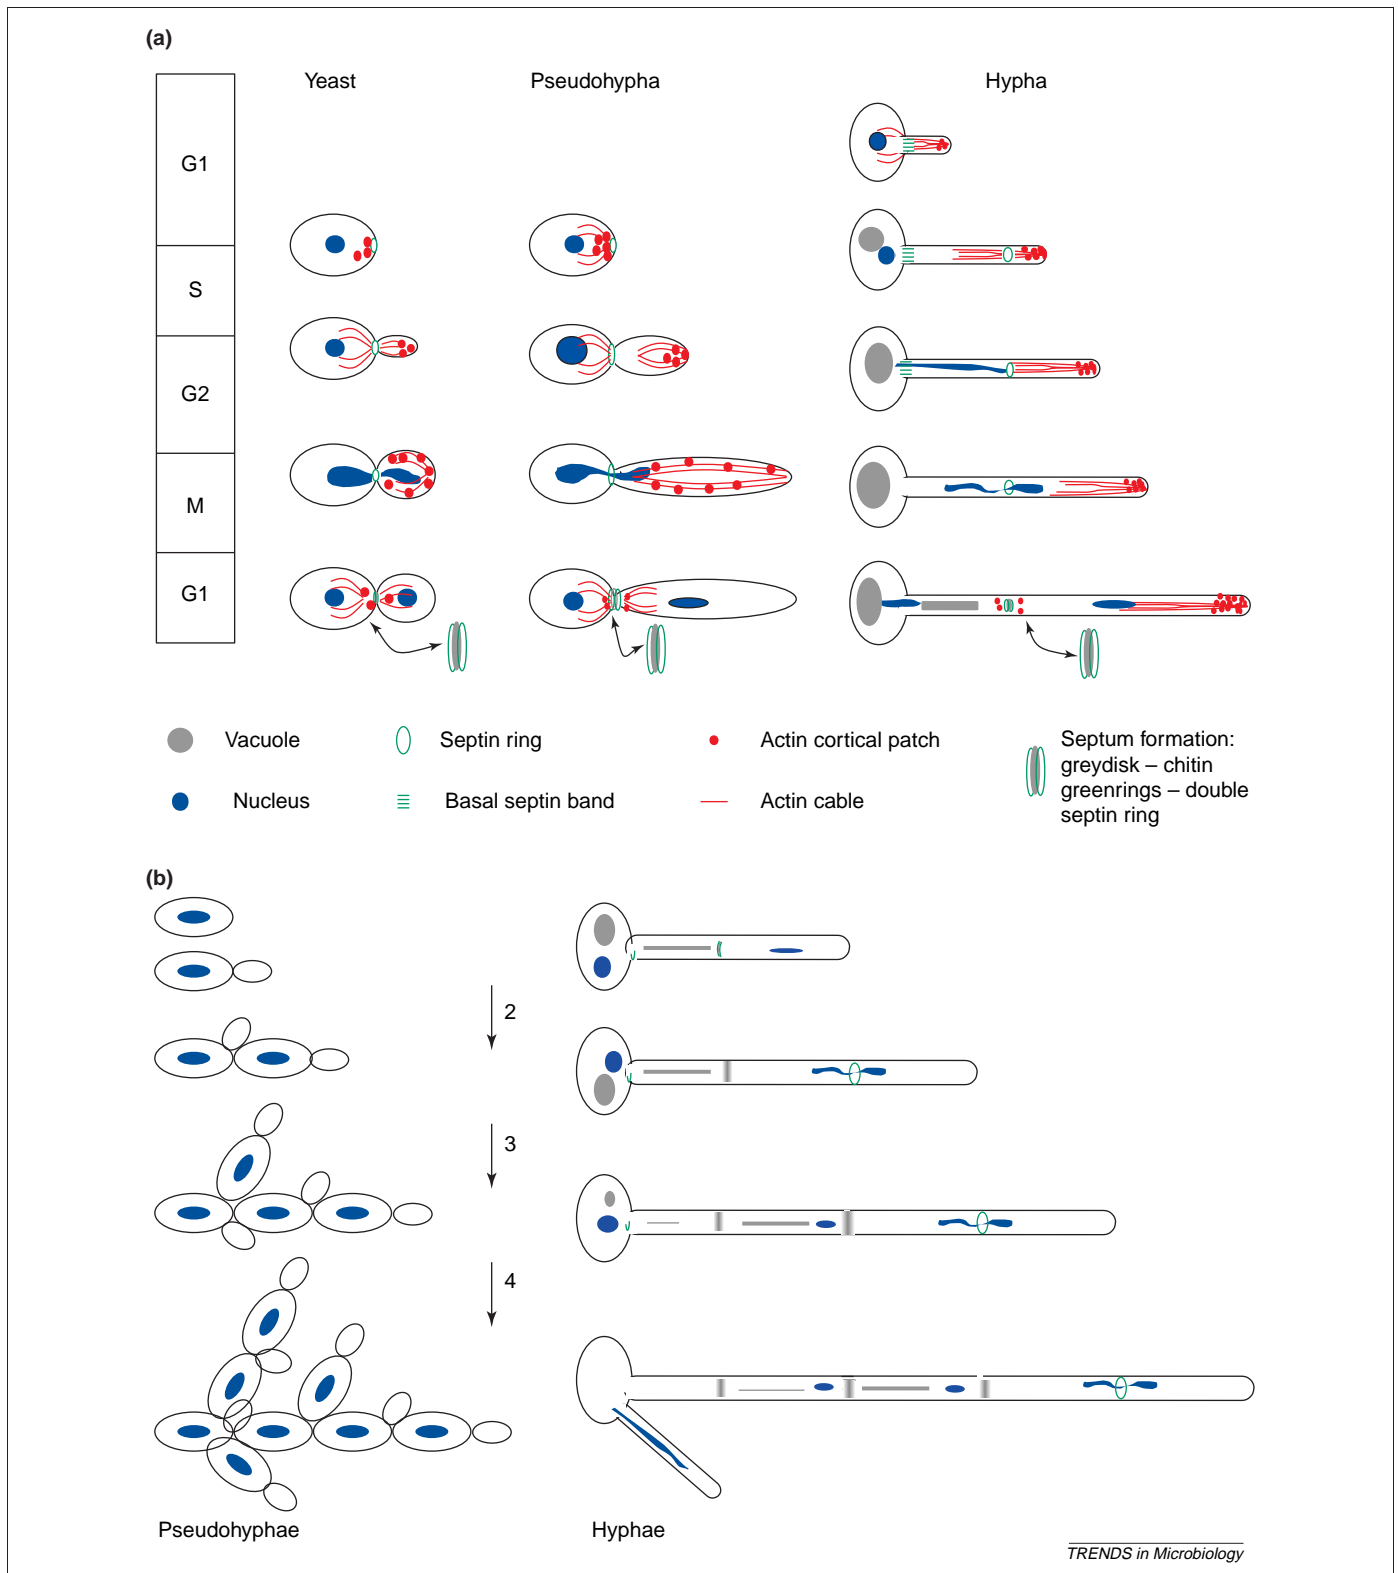 (a)
Yeast
Pseudohypha
Hypha
G1
S
G2
M
G1
Vacuole
Septin ring
Actin cortical patch
Nucleus
Basal septin band
Actin cable
Septum formation:
greydisk – chitin
greenrings – double
septin ring
(b)
2
3
4
Pseudohyphae
Hyphae
TRENDS in Microbiology